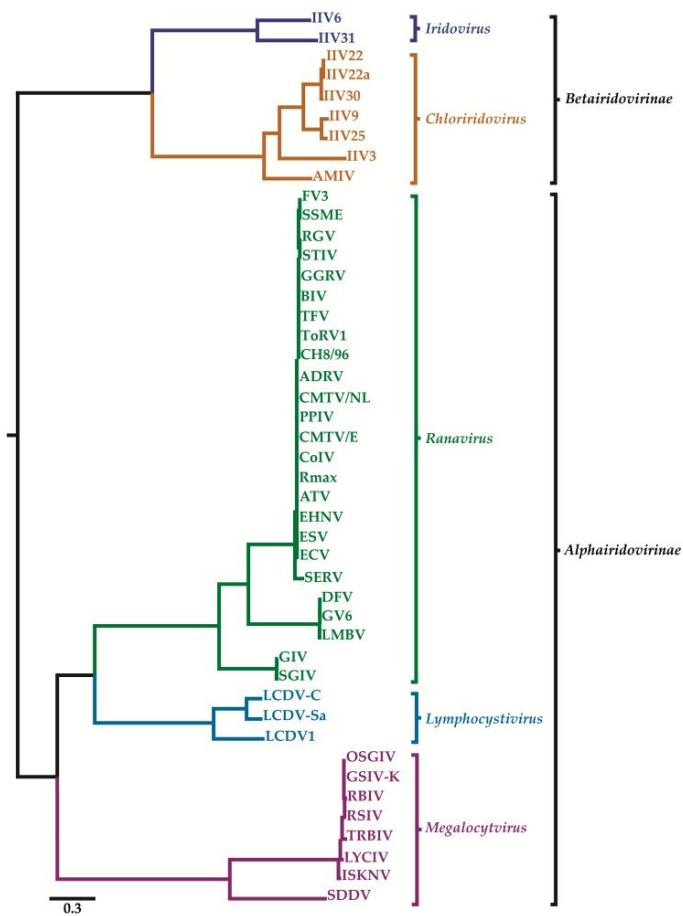 IIV6
IIV31
Iridovirus
IIV22
IIV22a
IIV30
IIV9
IIV25
IIV3
AMIV
Chloriridovirus
Betairidovirinae
FV3
SSME
RGV
STIV
GGRV
BIV
TFV
ToRV1
CH8/96
ADRV
CMTV/NL
PPIV
CMTV/E
CoIV
Rmax
ATV
EHNV
ESV
ECV
SERV
DFV
GV6
LMBV
GIV
SGIV
Ranavirus
LCDV-C
LCDV-Sa
LCDV1
Lymphocystivirus
OSGIV
GSIV-K
RBIV
RSIV
TRBIV
LYCIV
ISKNV
SDDV
Megalocytvirus
Alphairidovirinae
0.3